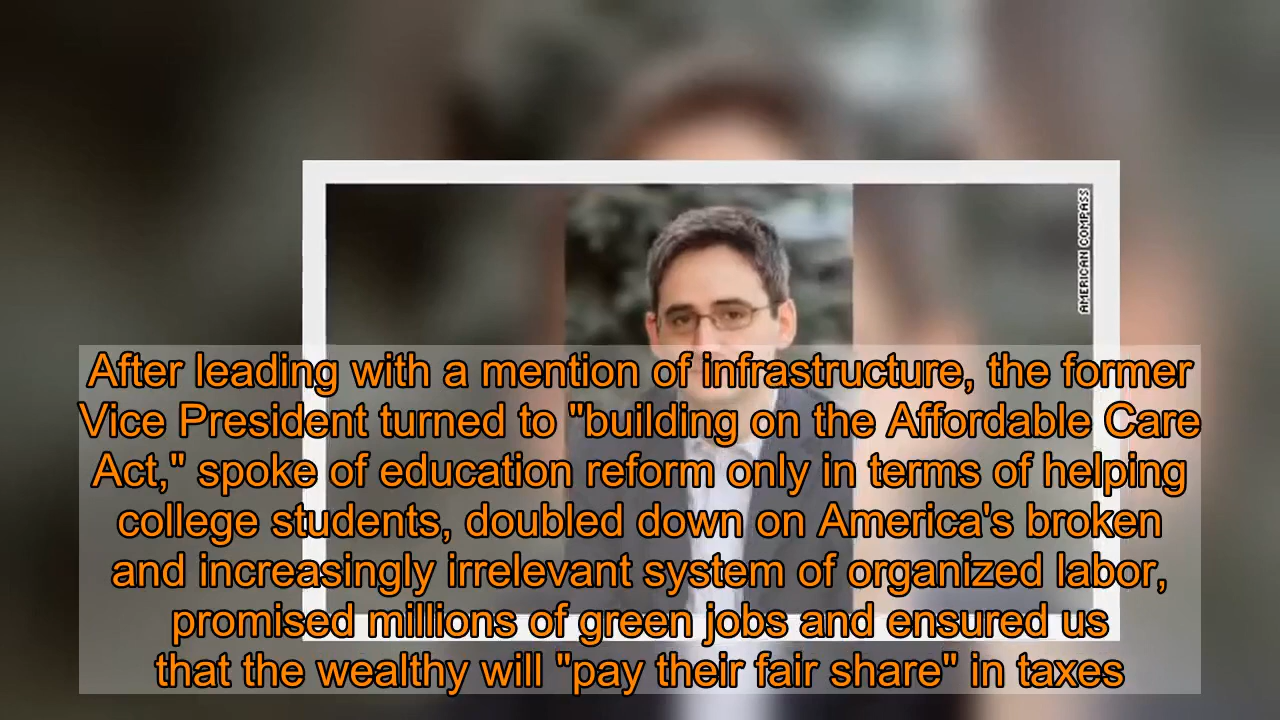 AMERICAN COMPASS
After leading with a mention of infrastructure, the former
Vice President turned to "building on the Affordable Care
Act," spoke of education reform only in terms of helping
college students, doubled down on America's broken
and increasingly irrelevant system of organized labor,
promised millions of green jobs and ensured us
that the wealthy will "pay their fair share" in taxes